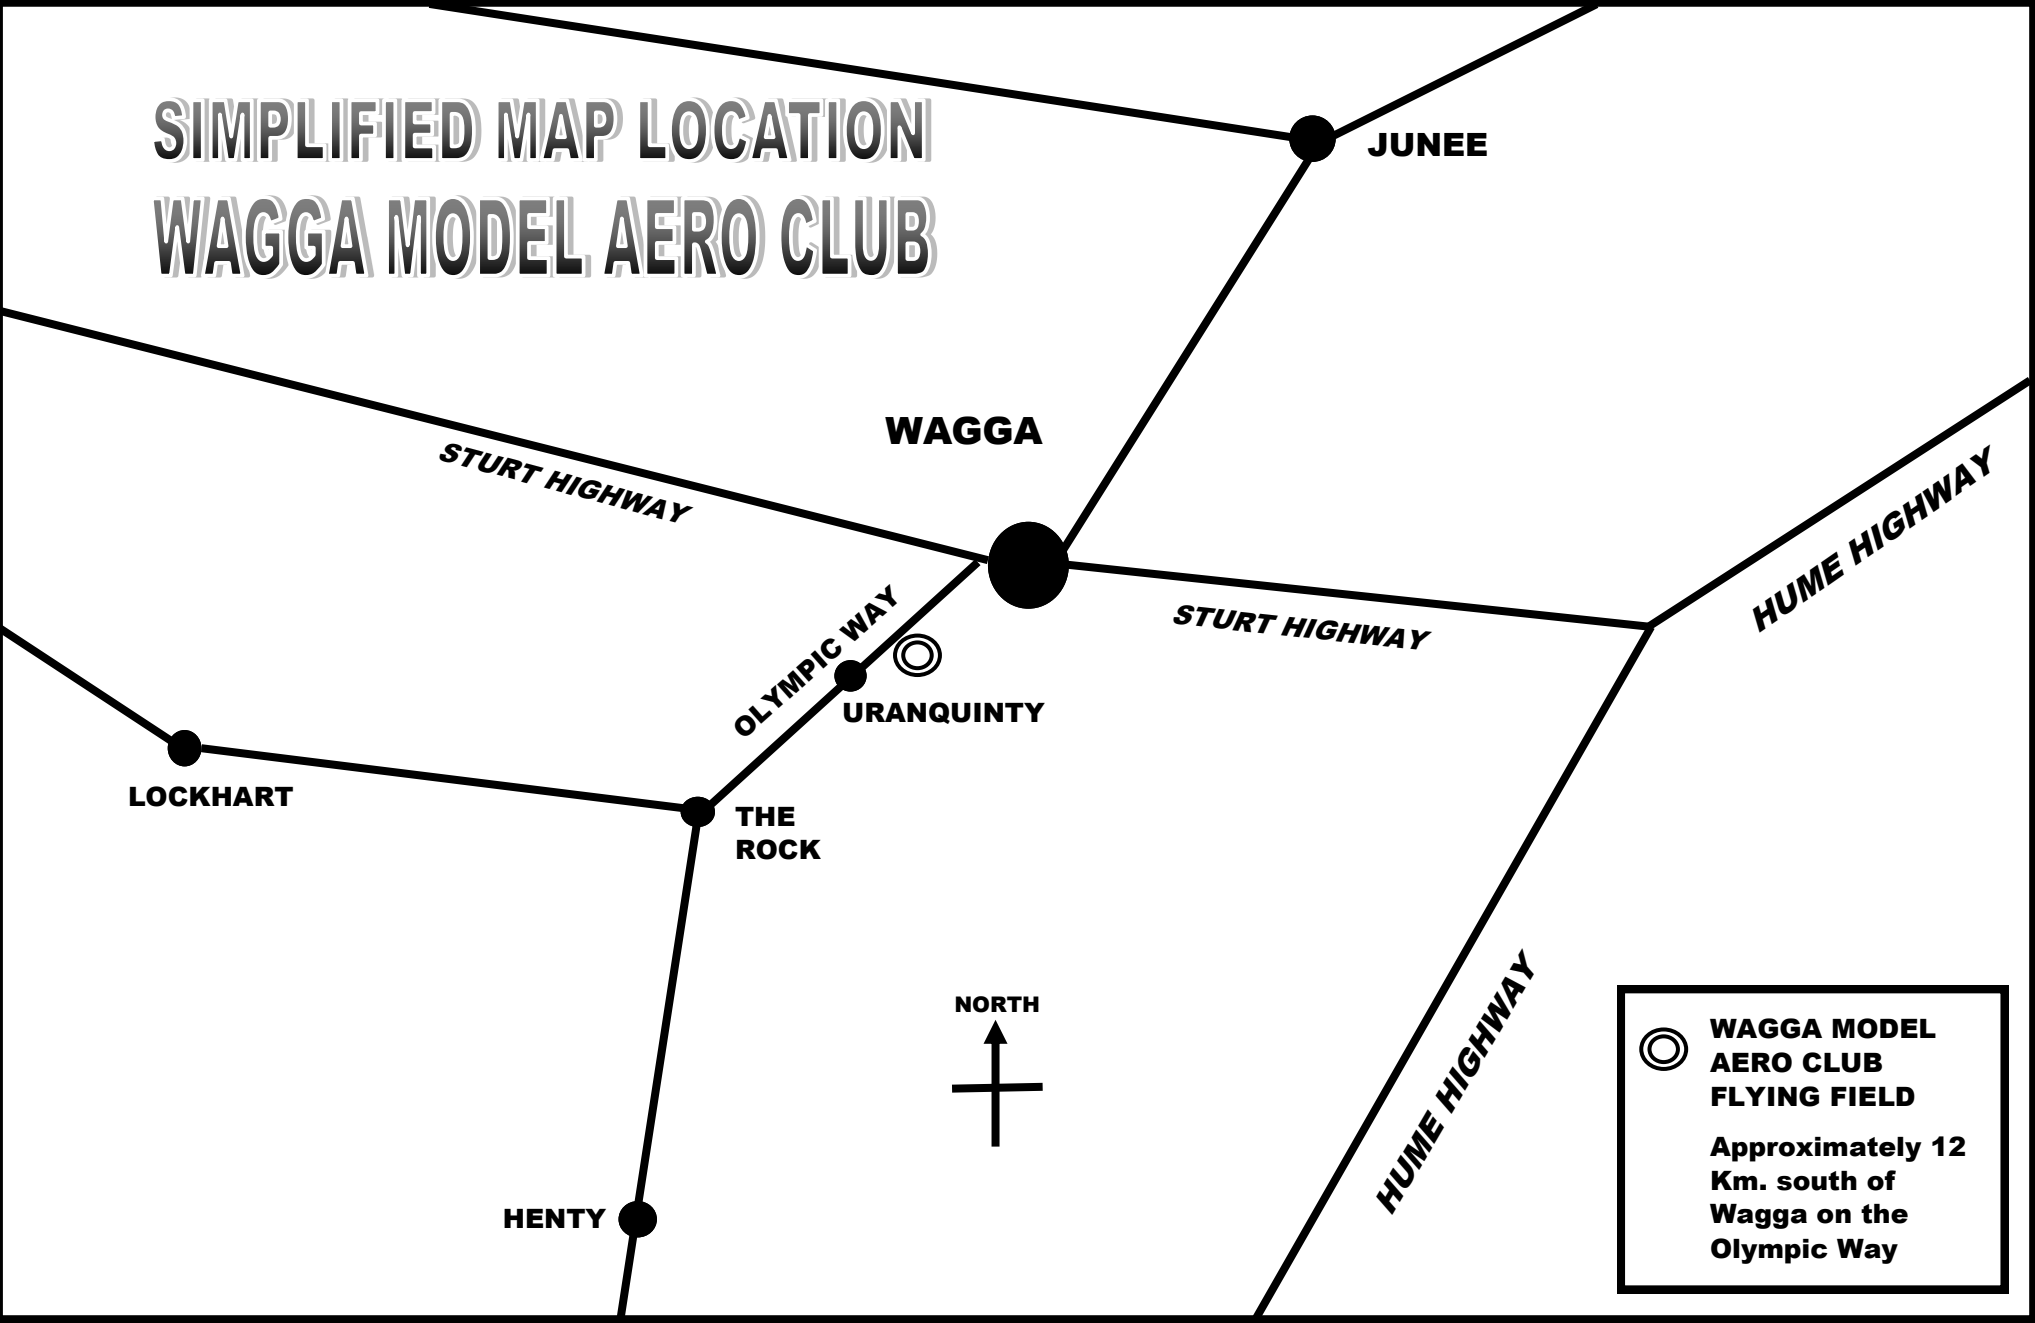 SIMPLIFIED MAP LOCATION
WAGGA MODEL AERO CLUB
JUNEE
WAGGA
STURT HIGHWAY
HUME HIGHWAY
OLYMPIC WAY
STURT HIGHWAY
URANQUINTY
LOCKHART
THE
ROCK
NORTH
HUME HIGHWAY
HENTY
WAGGA MODEL
AERO CLUB
FLYING FIELD
Approximately 12
Km. south of
Wagga on the
Olympic Way